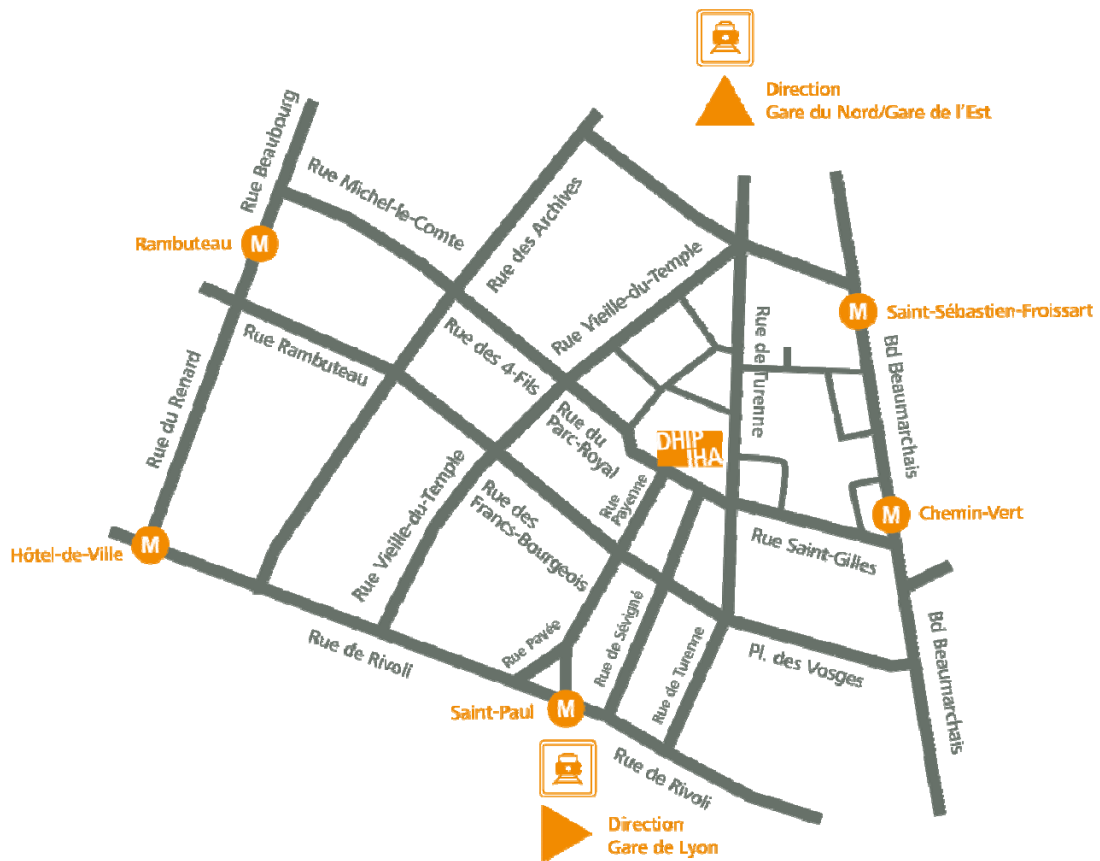 Direction
Gare du Nord/Gare de l'Est
Rue Beaubourg
Rue Michel-le-Comte
Rue des Archives
Rambuteau
M
Rue Vieille-du-Temple
Rue de Turenne
M
Saint-Sébastien-Froissart
Rue Rambuteau
Rue des 4-Fils
Bd Beaumarchais
Rue du Renard
Rue du
Parc-Royal
DHIP
IHA
Rue Vieille-du-Temple
Rue des
Francs-Bourgeois
Rue
Payenne
M
Chemin-Vert
Rue Saint-Gilles
Hôtel-de-Ville
M
Rue de Rivoli
Rue Pavée
Rue de Sévigné
Rue de Turenne
Pl. des Vosges
Bd Beaumarchais
Saint-Paul
M
Rue de Rivoli
Direction
Gare de Lyon